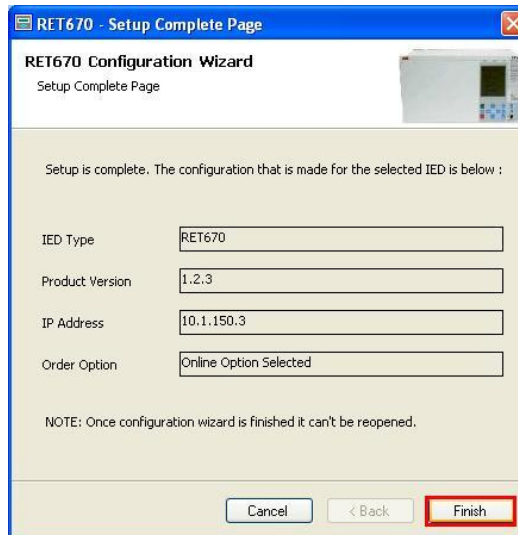 RET670 - Setup Complete Page
RET670 Configuration Wizard
Setup Complete Page
Setup is complete. The configuration that is made for the selected IED is below :
IED Type
RET670
Product Version
1.2.3
IP Address
10.1.150.3
Order Option
Online Option Selected
NOTE: Once configuration wizard is finished it can't be reopened.
Cancel
< Back
Finish